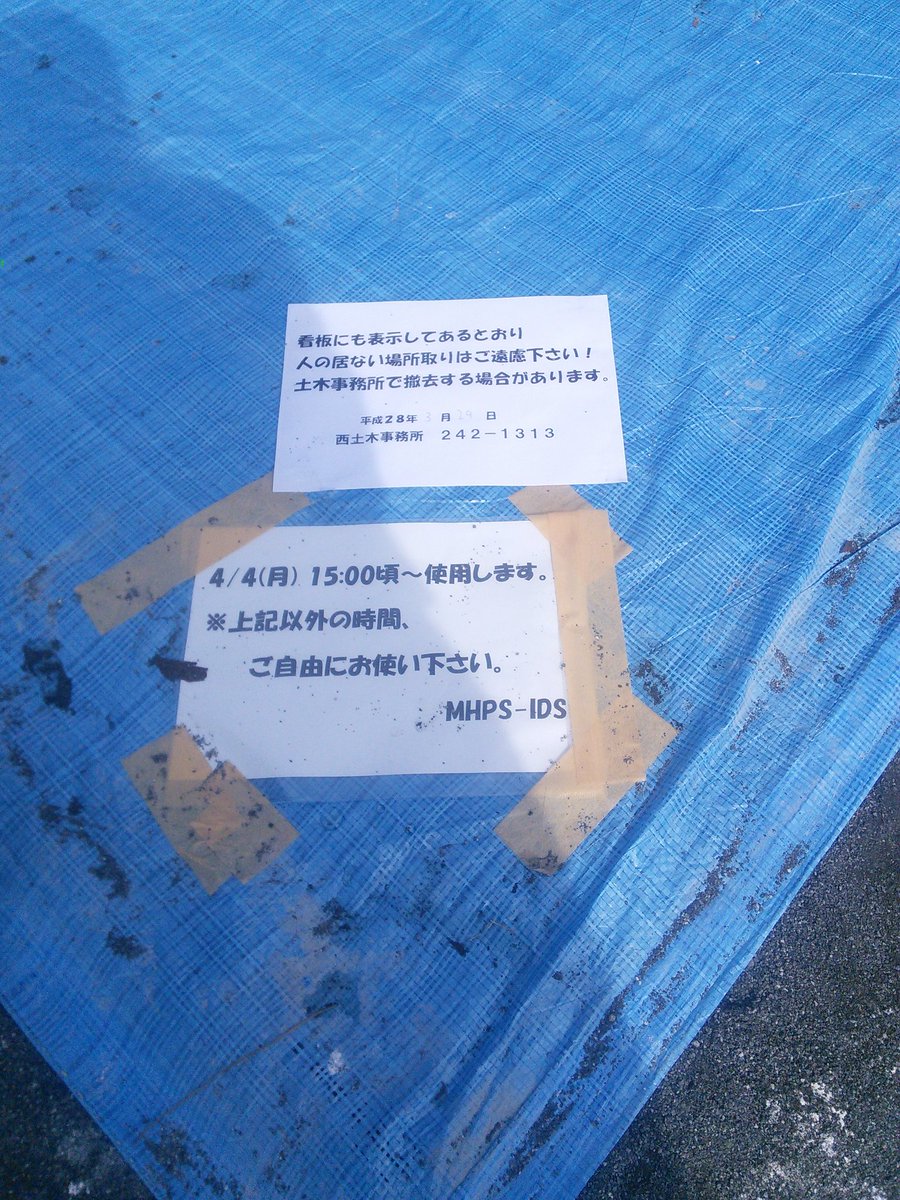 看板にも表示してあるとおり
人の居ない場所取りはご遠慮下さい！
土木事務所で撤去する場合があります。
平成28年3月29日
西土木事務所 242-1313
4/4(月) 15:00頃～使用します。
※上記以外の時間、
ご自由にお使い下さい。
MHPS-IDS